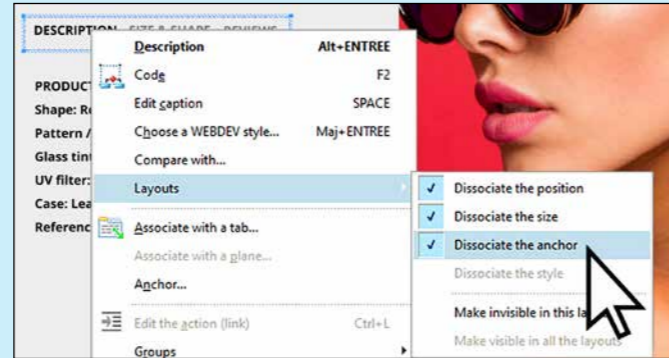 DESCRIPTION SIZE & SHAPE REVIEWS
Description Alt+ENTREE
Code F2
Edit caption SPACE
Choose a WEBDEV style... Maj+ENTREE
Compare with...
Layouts
Associate with a tab...
Associate with a plane...
Anchor...
Edit the action (link) Ctrl+L
Groups
PRODUC
Shape: R
Pattern /
Glass tin
UV filter:
Case: Lea
Referenc
Dissociate the position
Dissociate the size
Dissociate the anchor
Dissociate the style
Make invisible in this la
Make visible in all the layouts